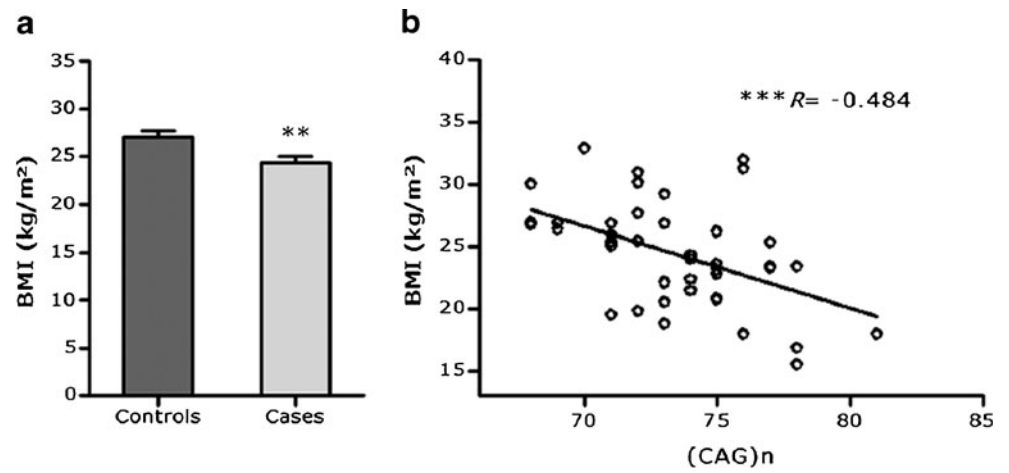 a
BMI (kg/m²)
35
30
25
20
15
10
5
0
**
Controls Cases
b
BMI (kg/m²)
40
35
30
25
20
15
***R= -0.484
70 75 80 85
(CAG)n